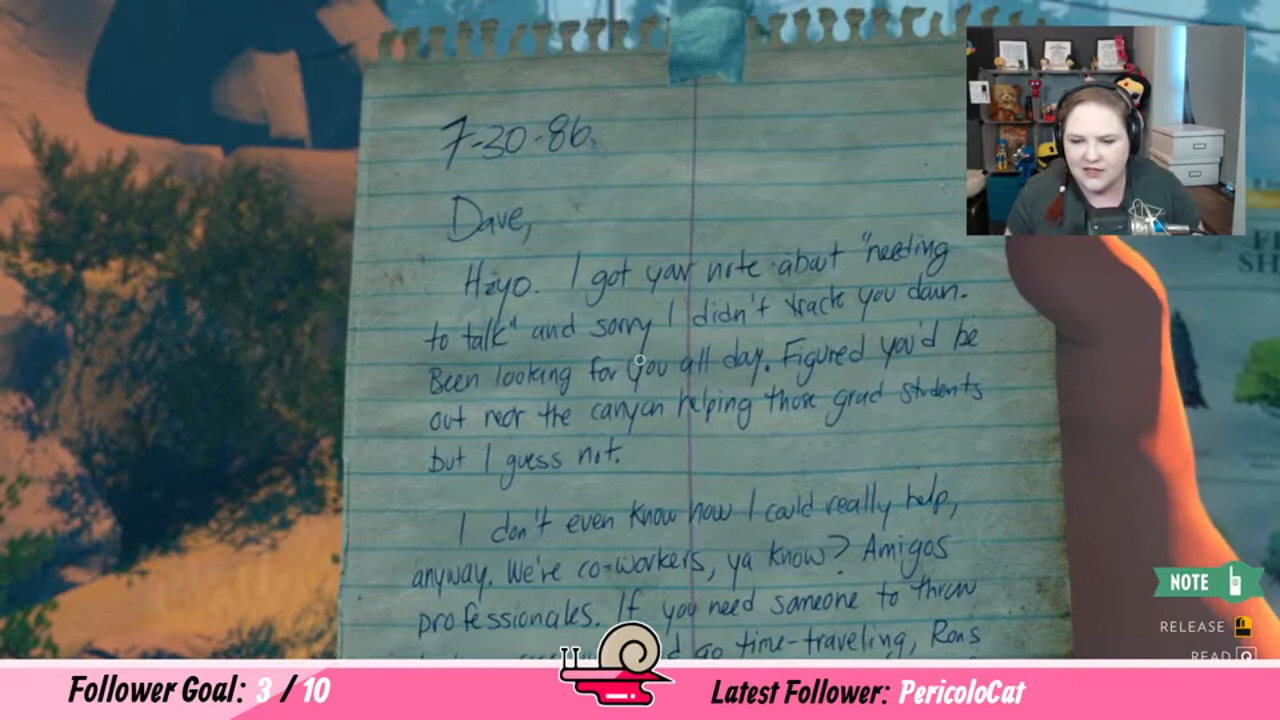 7-30-86.
Dave,
Hiyo. I got your note about "needing
to talk" and sorry I didn't track you down.
Been looking for you all day. Figured you'd be
out near the canyon helping those grad students
but I guess not.
I don't even know how I could really help,
anyway. We're co-workers, ya know? Amigos
professionales. If you need someone to throw
go time-traveling, Ron's
NOTE
RELEASE
READ
Follower Goal: 3 / 10
Latest Follower: PericoloCat